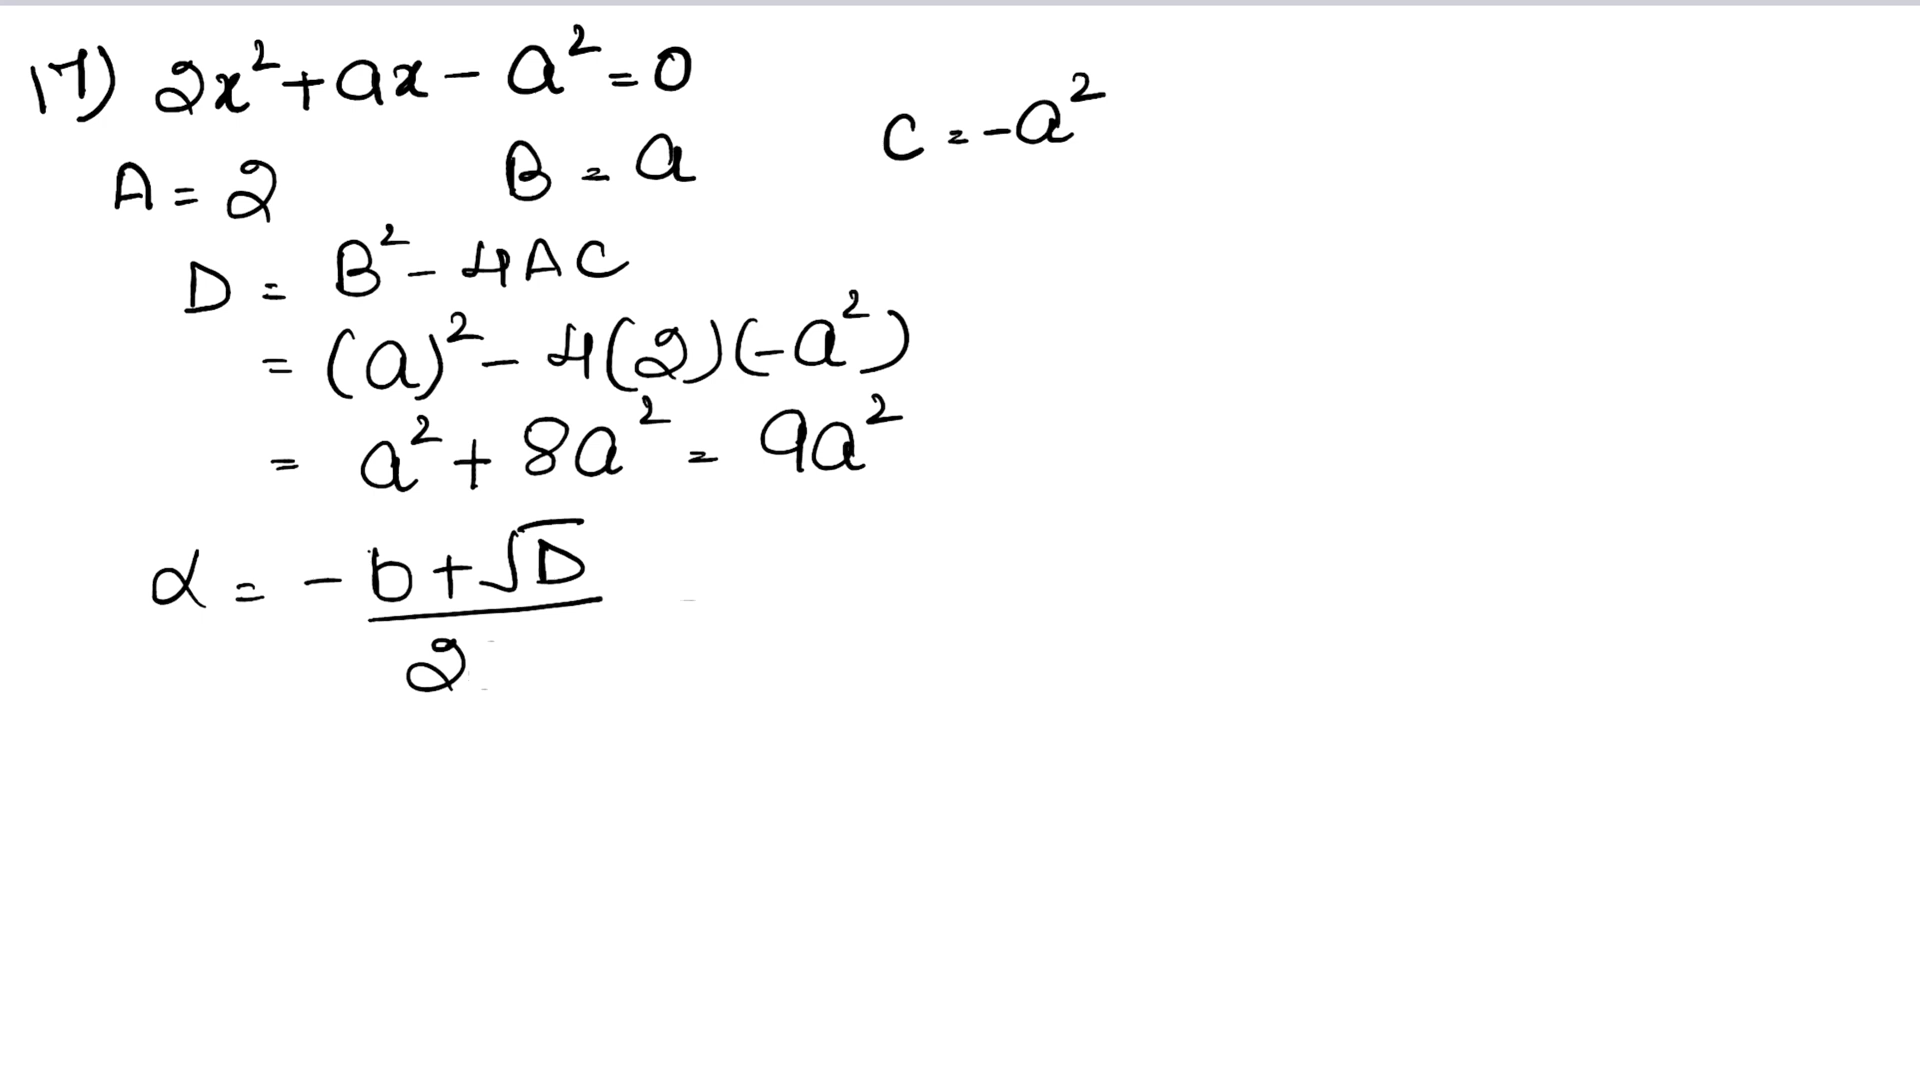 17) 2x²+ax-a²=0
A=2 B=a C=-a²
D= B²-4AC
= (a)²-4(2)(-a²)
= a²+8a²=9a²
α= -b+√D
2